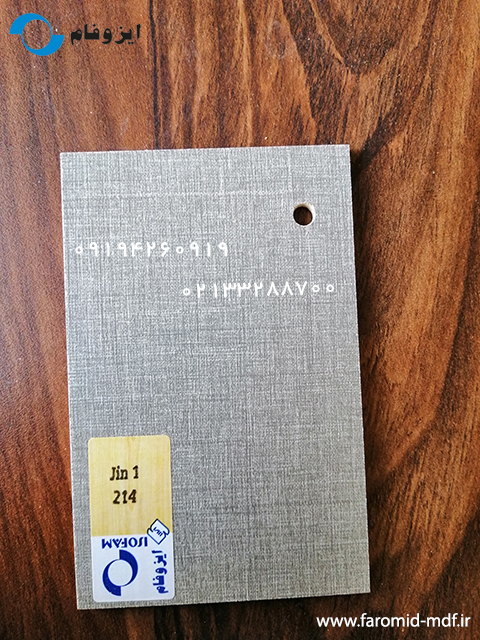 ایزوفام
۰۹۱۹۴۲۶۰۹۱۹
۰۲۱۳۳۲۸۸۷۰۰
Jin 1
214
ISOFAM
ایزوفام
www.faromid-mdf.ir